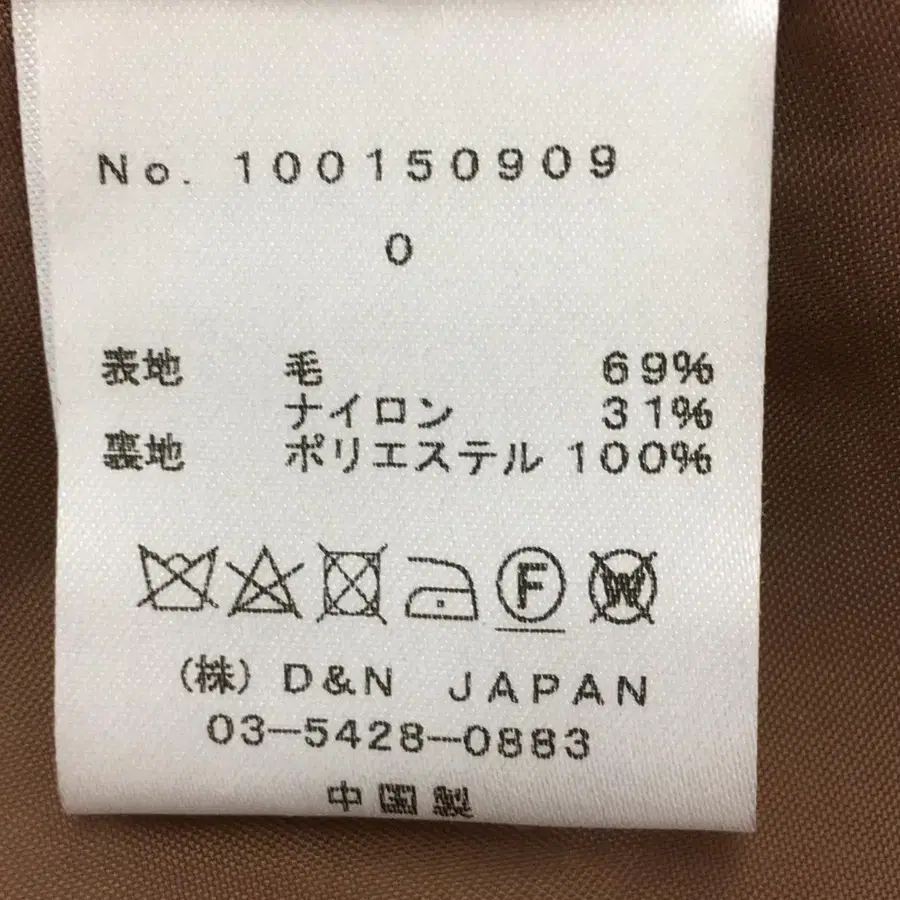 No. 100150909
0
表地 毛 69%
ナイロン 31%
裏地 ポリエステル 100%
F W
(株) D&N JAPAN
03-5428-0883
中国製